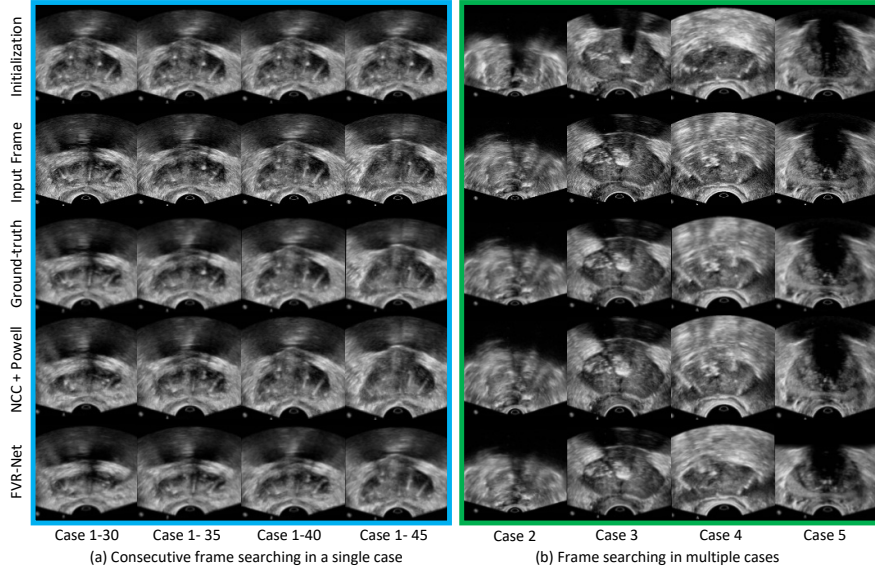 Initialization
Input Frame
Ground-truth
NCC + Powell
FVR-Net
Case 1-30
Case 1- 35
Case 1-40
Case 1- 45
Case 2
Case 3
Case 4
Case 5
(a) Consecutive frame searching in a single case
(b) Frame searching in multiple cases